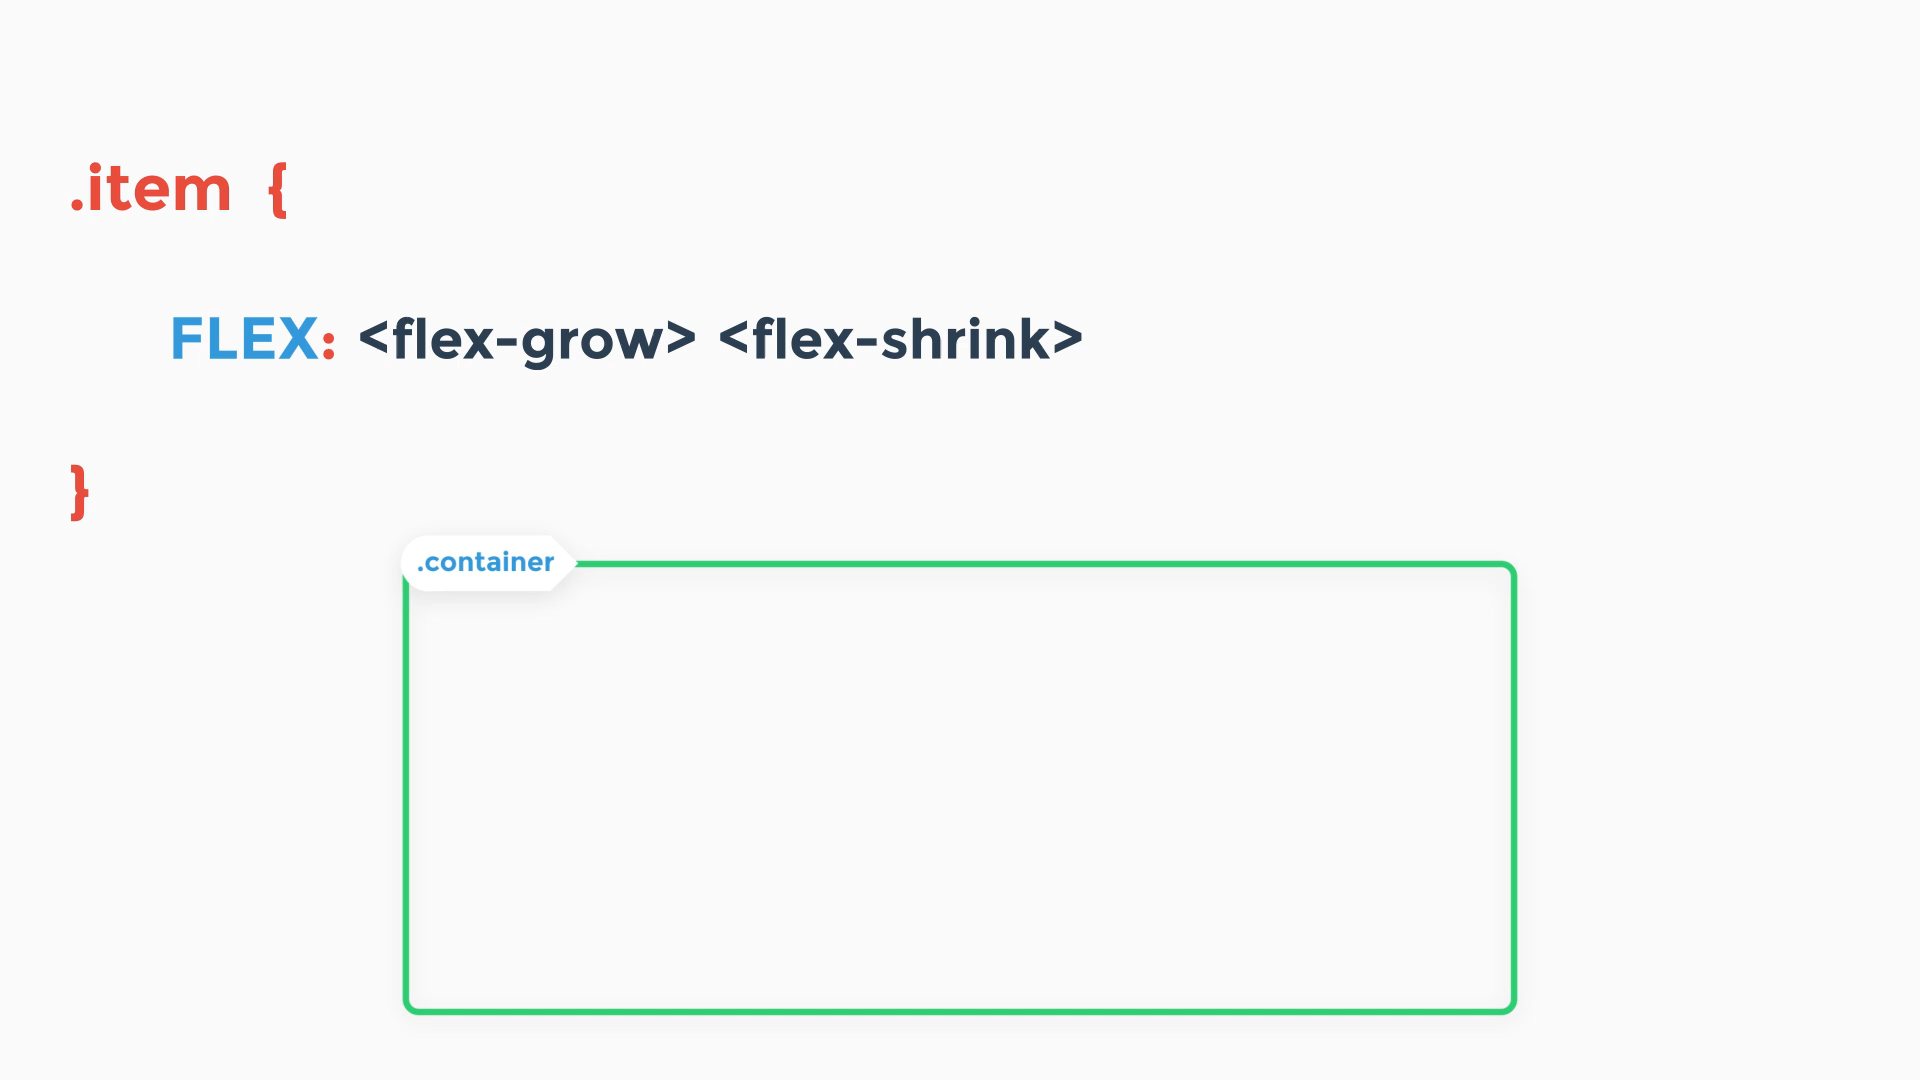 .item {
FLEX: <flex-grow> <flex-shrink>
}
.container